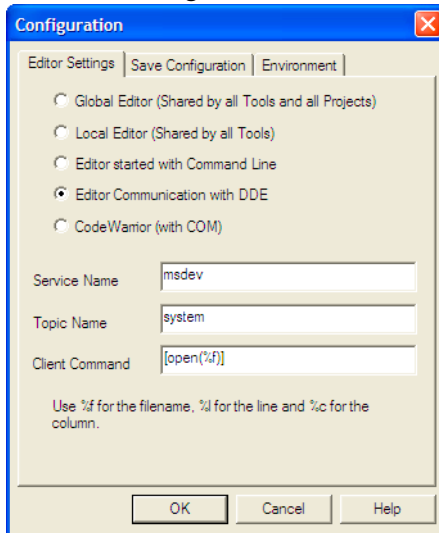 Configuration
Editor Settings Save Configuration Environment
Global Editor (Shared by all Tools and all Projects)
Local Editor (Shared by all Tools)
Editor started with Command Line
Editor Communication with DDE
CodeWarrior (with COM)
Service Name msdev
Topic Name system
Client Command [open(%f)]
Use %f for the filename, %l for the line and %c for the
column.
OK Cancel Help